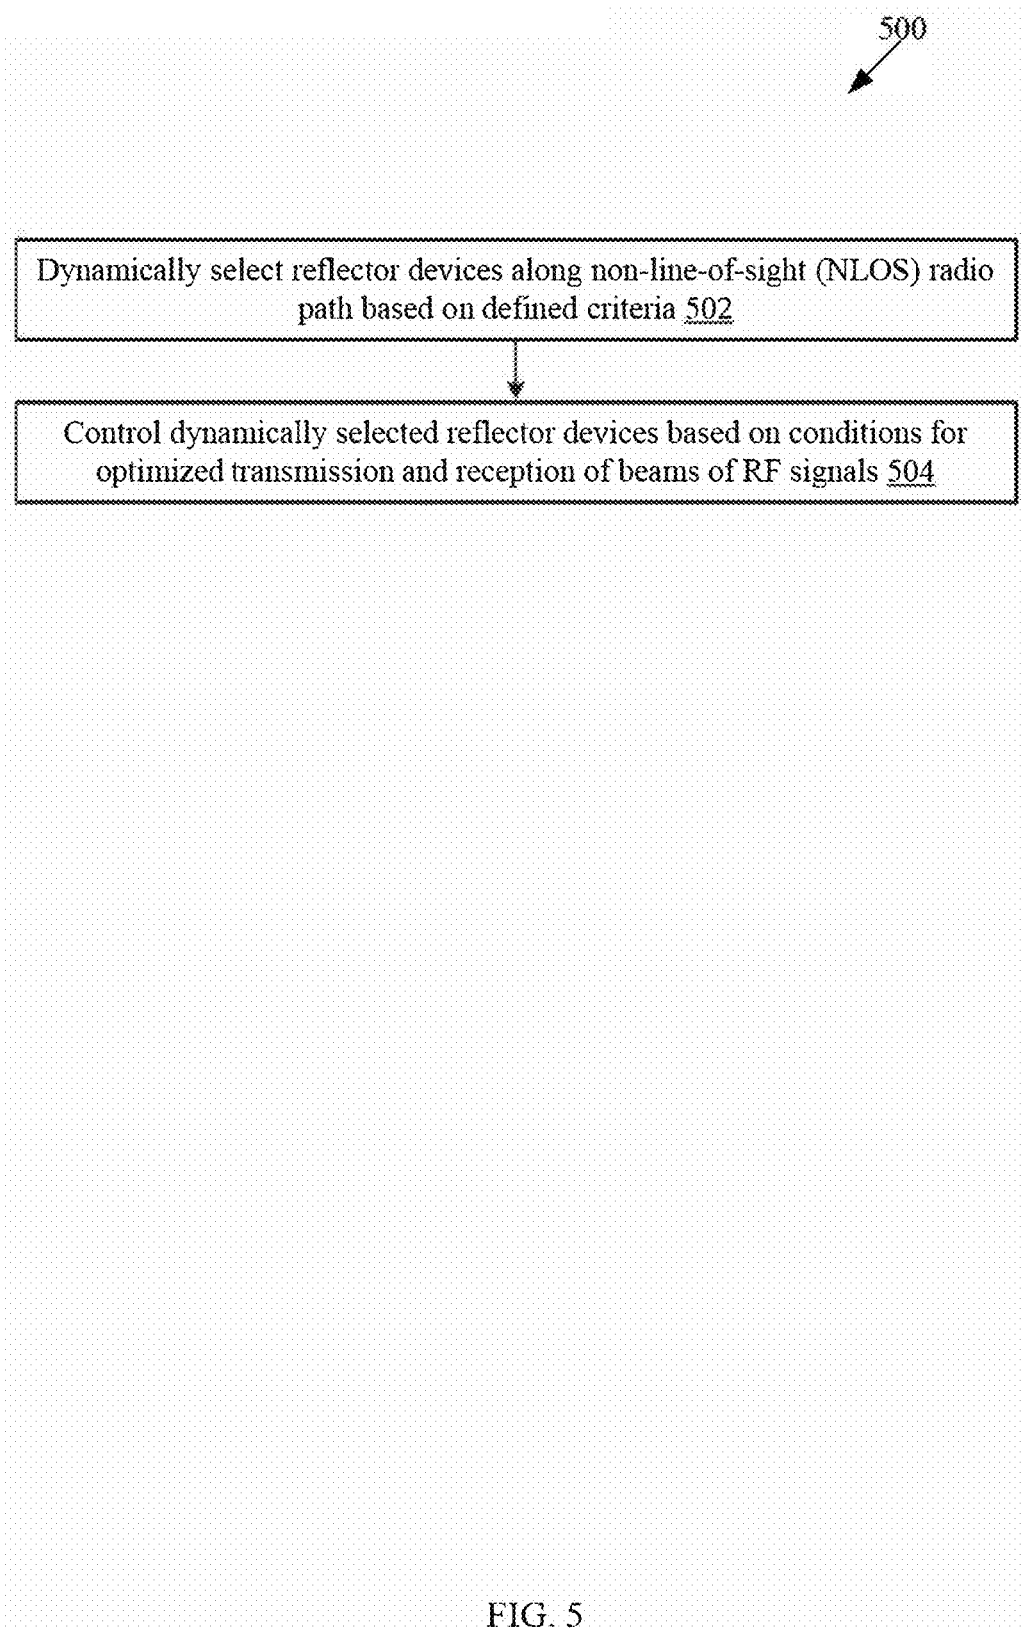 500
Dynamically select reflector devices along non-line-of-sight (NLOS) radio
path based on defined criteria 502
Control dynamically selected reflector devices based on conditions for
optimized transmission and reception of beams of RF signals 504
FIG. 5